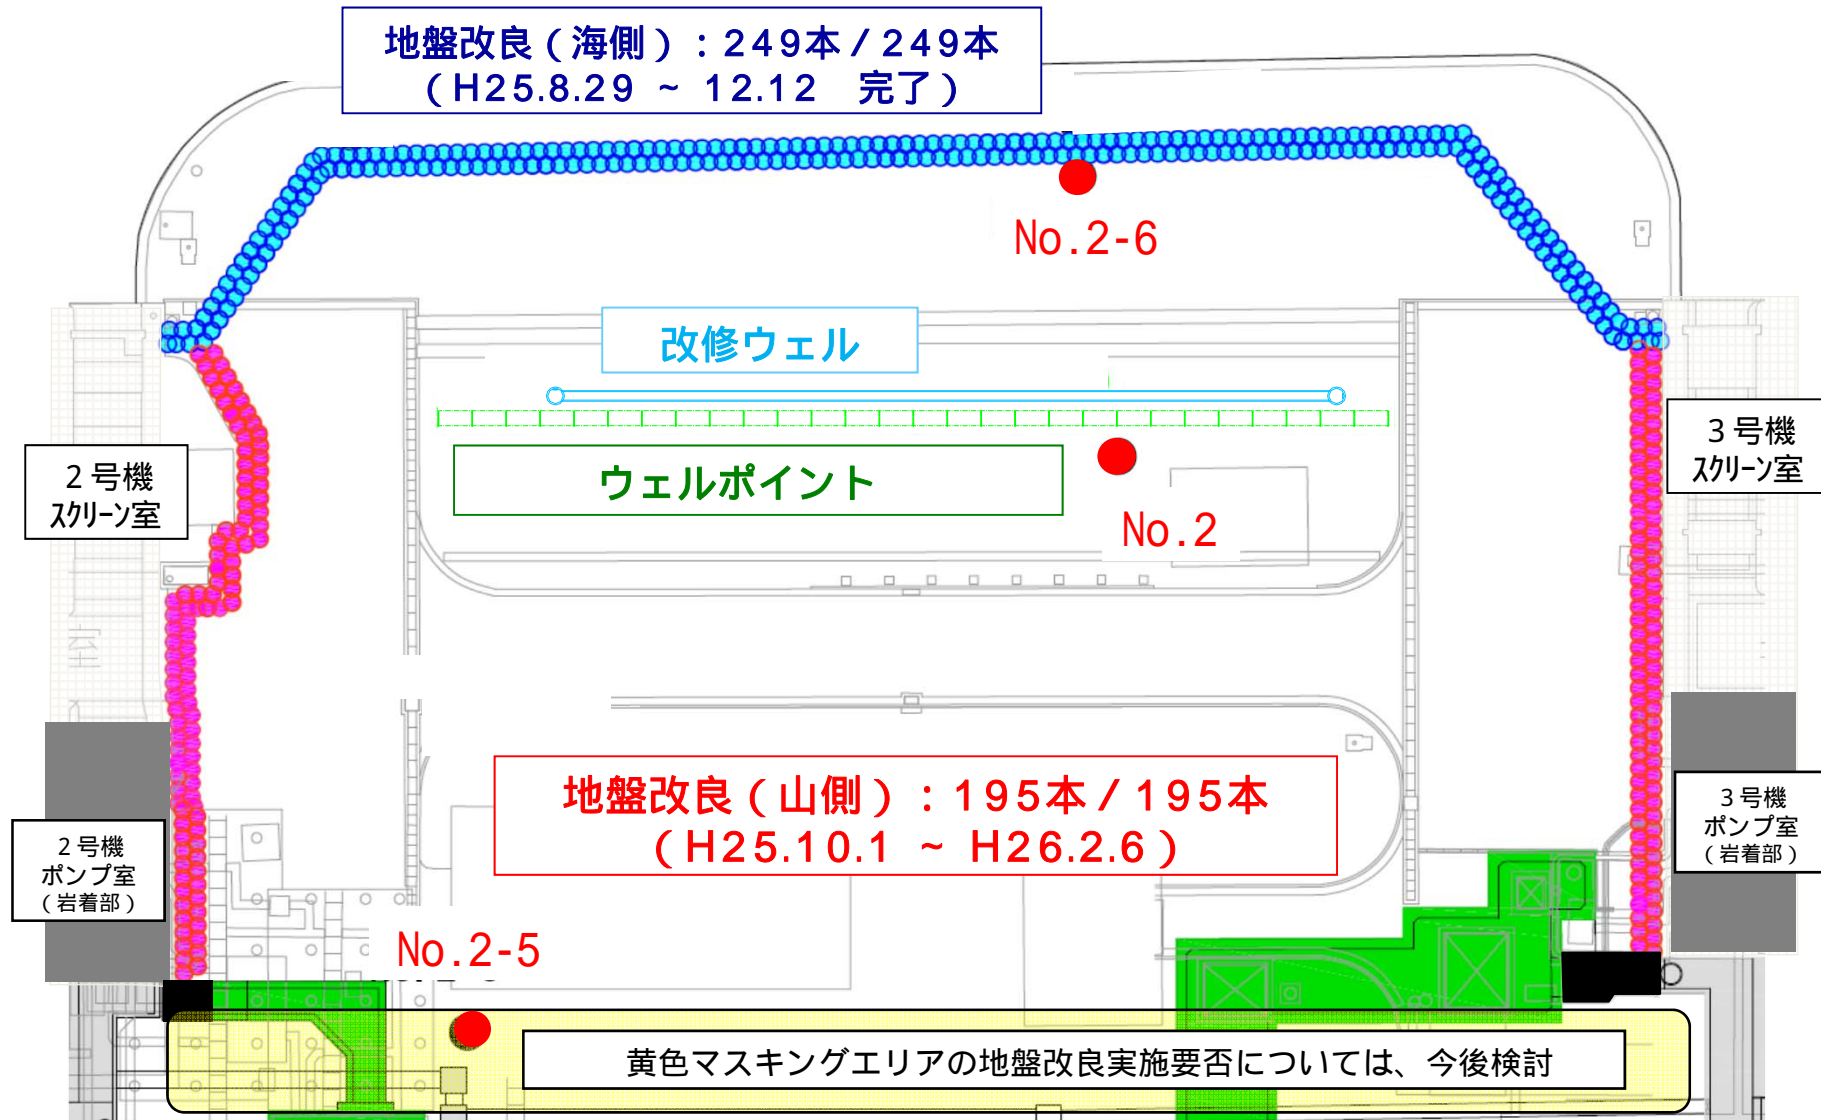 地盤改良（海側）：249本／249本
（H25.8.29 ～ 12.12　完了）
No.2-6
改修ウェル
ウェルポイント
No.2
2号機
ｽｸﾘｰﾝ室
3号機
ｽｸﾘｰﾝ室
地盤改良（山側）：195本／195本
（H25.10.1 ～ H26.2.6）
2号機
ポンプ室
（岩着部）
3号機
ポンプ室
（岩着部）
No.2-5
黄色マスキングエリアの地盤改良実施要否については、今後検討